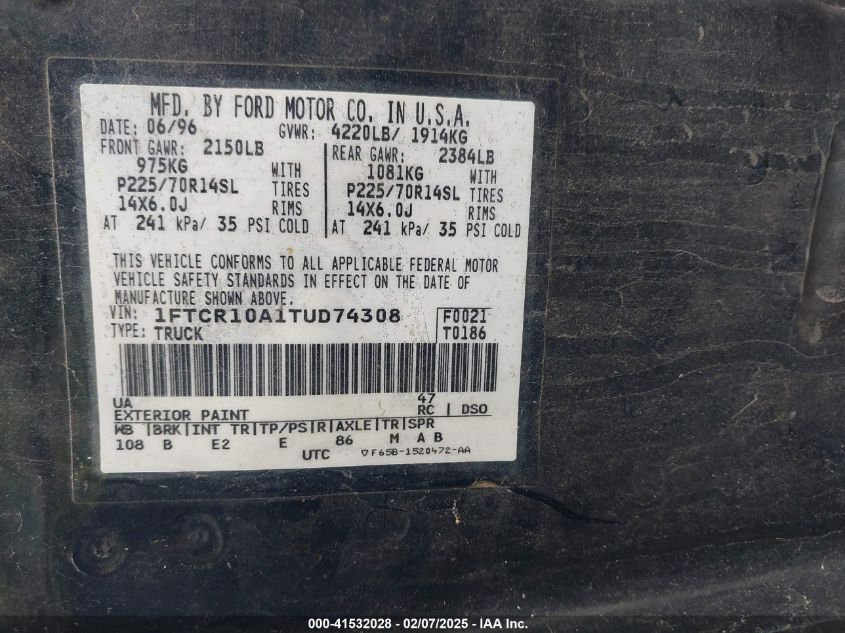 MFD. BY FORD MOTOR CO. IN U.S.A.
DATE: 06/96 GVWR: 4220LB/ 1914KG
FRONT GAWR: 2150LB REAR GAWR: 2384LB
975KG WITH 1081KG WITH
P225/70R14SL TIRES P225/70R14SL TIRES
14X6.0J RIMS 14X6.0J RIMS
AT 241 kPa/ 35 PSI COLD AT 241 kPa/ 35 PSI COLD
THIS VEHICLE CONFORMS TO ALL APPLICABLE FEDERAL MOTOR
VEHICLE SAFETY STANDARDS IN EFFECT ON THE DATE OF
MANUFACTURE SHOWN ABOVE.
VIN: 1FTCR10A1TUD74308 F0021
TYPE: TRUCK T0186
UA 47
EXTERIOR PAINT RC | DSO
WB |BRK|INT TR|TP/PS|R|AXLE|TR|SPR
108 B E2 E 86 M A B
UTC ▽F65B-1520472-AA
000-41532028 - 02/07/2025 - IAA Inc.